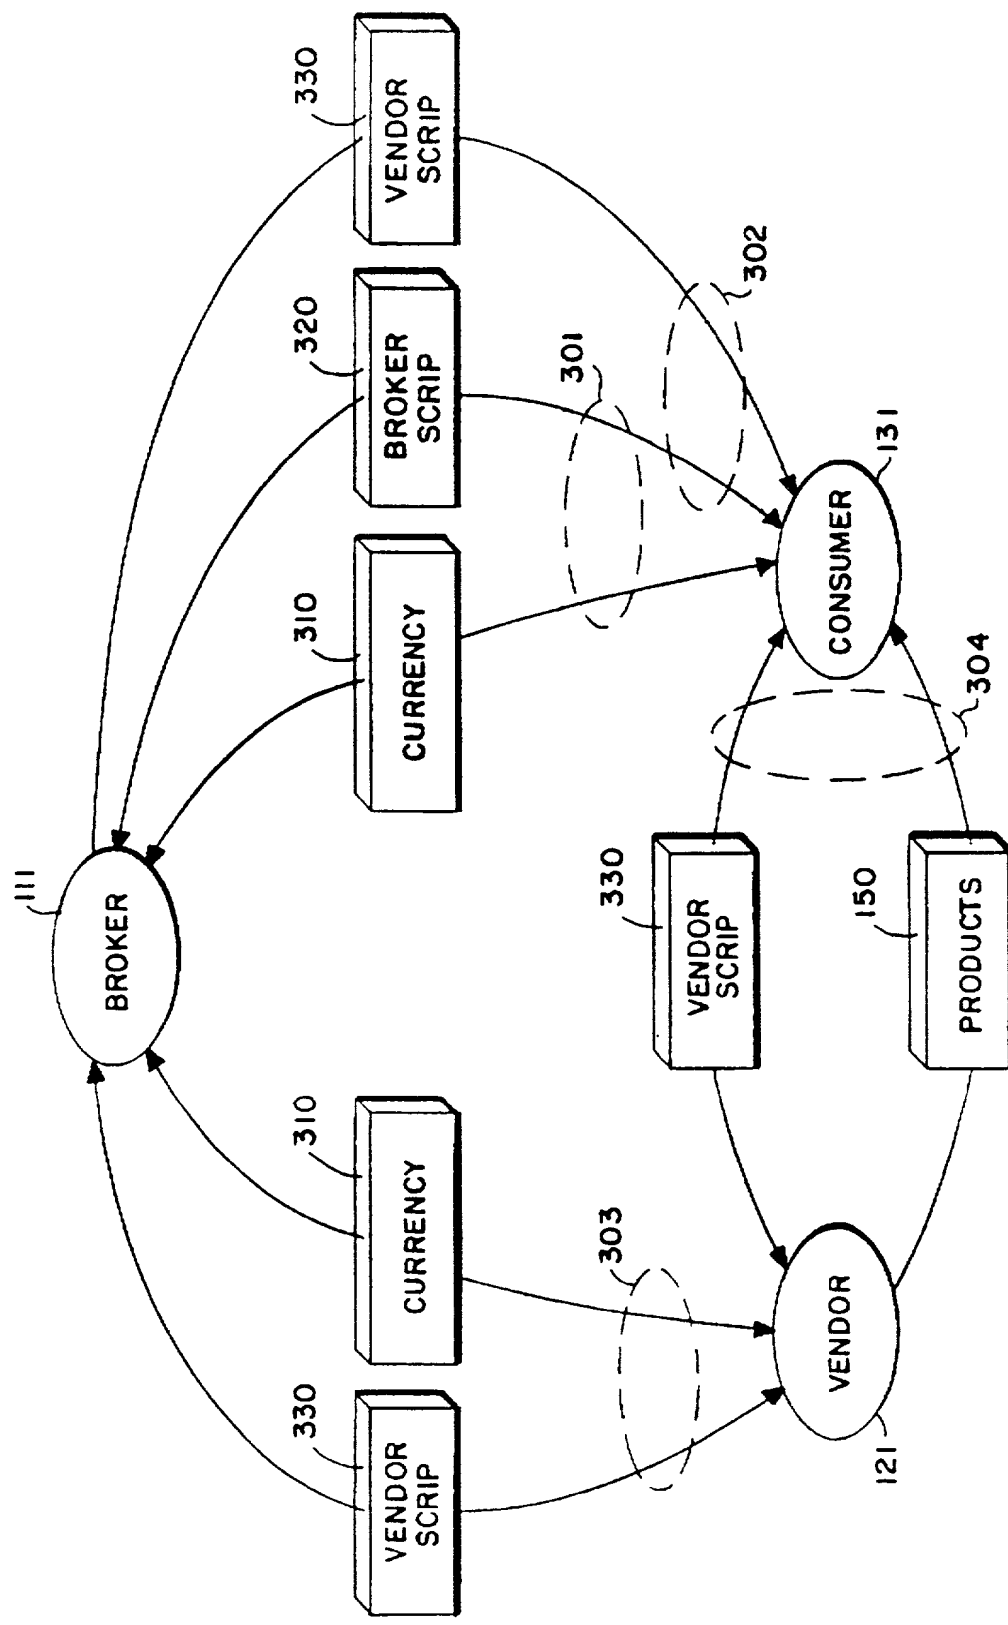 111
BROKER
330
310
310
320
330
VENDOR
SCRIP
CURRENCY
CURRENCY
BROKER
SCRIP
VENDOR
SCRIP
303
330
301
302
VENDOR
SCRIP
VENDOR
CONSUMER
121
150
131
PRODUCTS
304